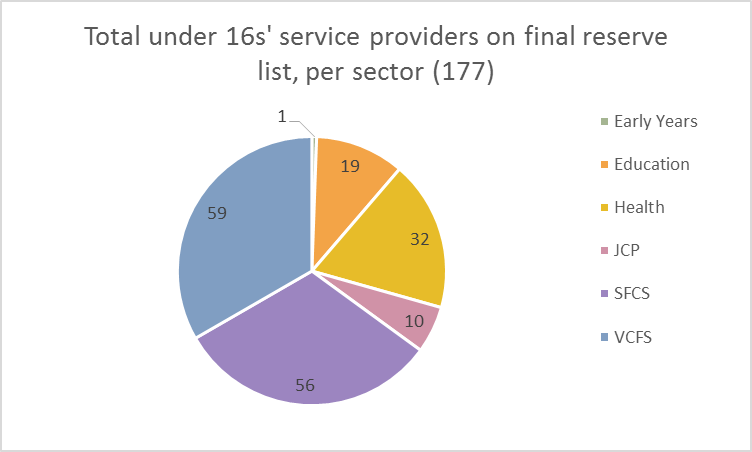 Total under 16s' service providers on final reserve
list, per sector (177)
1
19
32
10
56
59
Early Years
Education
Health
JCP
SFCS
VCFS